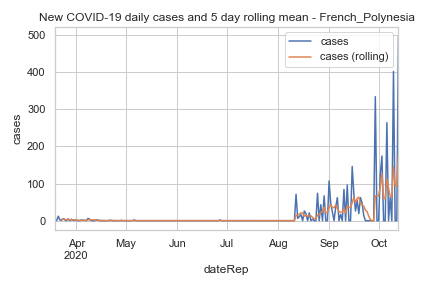 New COVID-19 daily cases and 5 day rolling mean - French_Polynesia
cases
cases (rolling)
500
400
300
200
100
0
cases
Apr May Jun Jul Aug Sep Oct
2020
dateRep